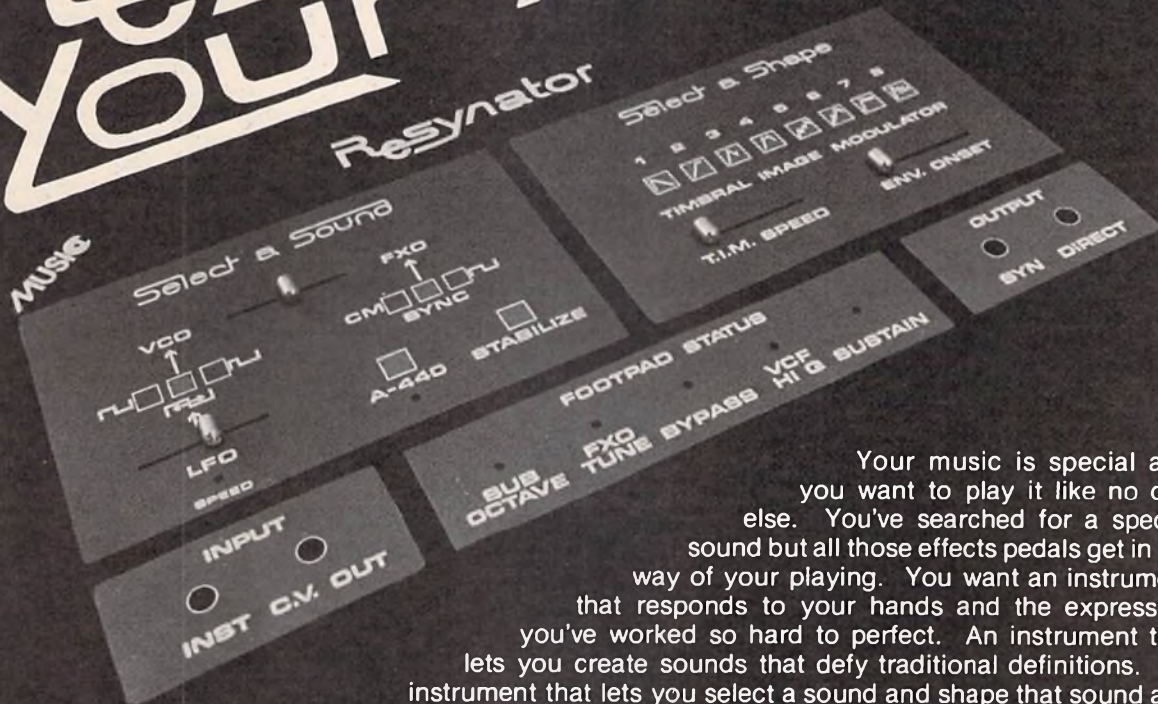 Your
Resynator
MUSIC
Select a Shape
1 2 3 4 5 6 7 8
TIMBRAL IMAGE MODULATOR
T.I.M. SPEED
ENV. ONSET
OUTPUT
SYN DIRECT
Select a Sound
VCO
FXO
CM
SYNC
A-440
STABILIZE
LFO
SPEED
FOOTPAD STATUS
SUB OCTAVE
FXO TUNE
BYPASS
VCF HI Q
SUSTAIN
INPUT
INST C.V. OUT
Your music is special
you want to play it like no
else. You've searched for a
sound but all those effects pedals get in
way of your playing. You want an
that responds to your hands and the
you've worked so hard to perfect. An instrument
lets you create sounds that defy traditional definitions.
instrument that lets you select a sound and shape that sound